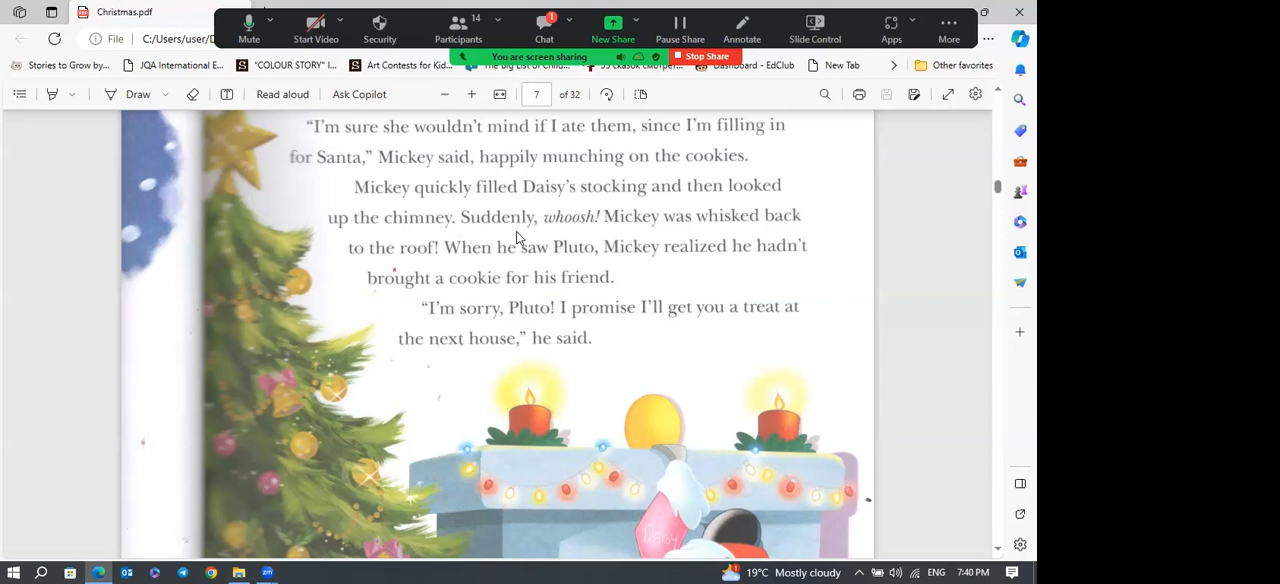 Christmas.pdf
Mute
Start Video
Security
14
Participants
1
Chat
New Share
Pause Share
Annotate
Slide Control
Apps
More
You are screen sharing
Stop Share
File
C:/Users/user/D
Stories to Grow by...
JQA International E...
"COLOUR STORY" I...
Art Contests for Kid...
Dashboard - EdClub
New Tab
Other favorites
Draw
Read aloud
Ask Copilot
7
of 32
“I’m sure she wouldn’t mind if I ate them, since I’m filling in
for Santa,” Mickey said, happily munching on the cookies.
Mickey quickly filled Daisy’s stocking and then looked
up the chimney. Suddenly, whoosh! Mickey was whisked back
to the roof! When he saw Pluto, Mickey realized he hadn’t
brought a cookie for his friend.
“I’m sorry, Pluto! I promise I’ll get you a treat at
the next house,” he said.
Daisy
19°C Mostly cloudy
ENG
7:40 PM